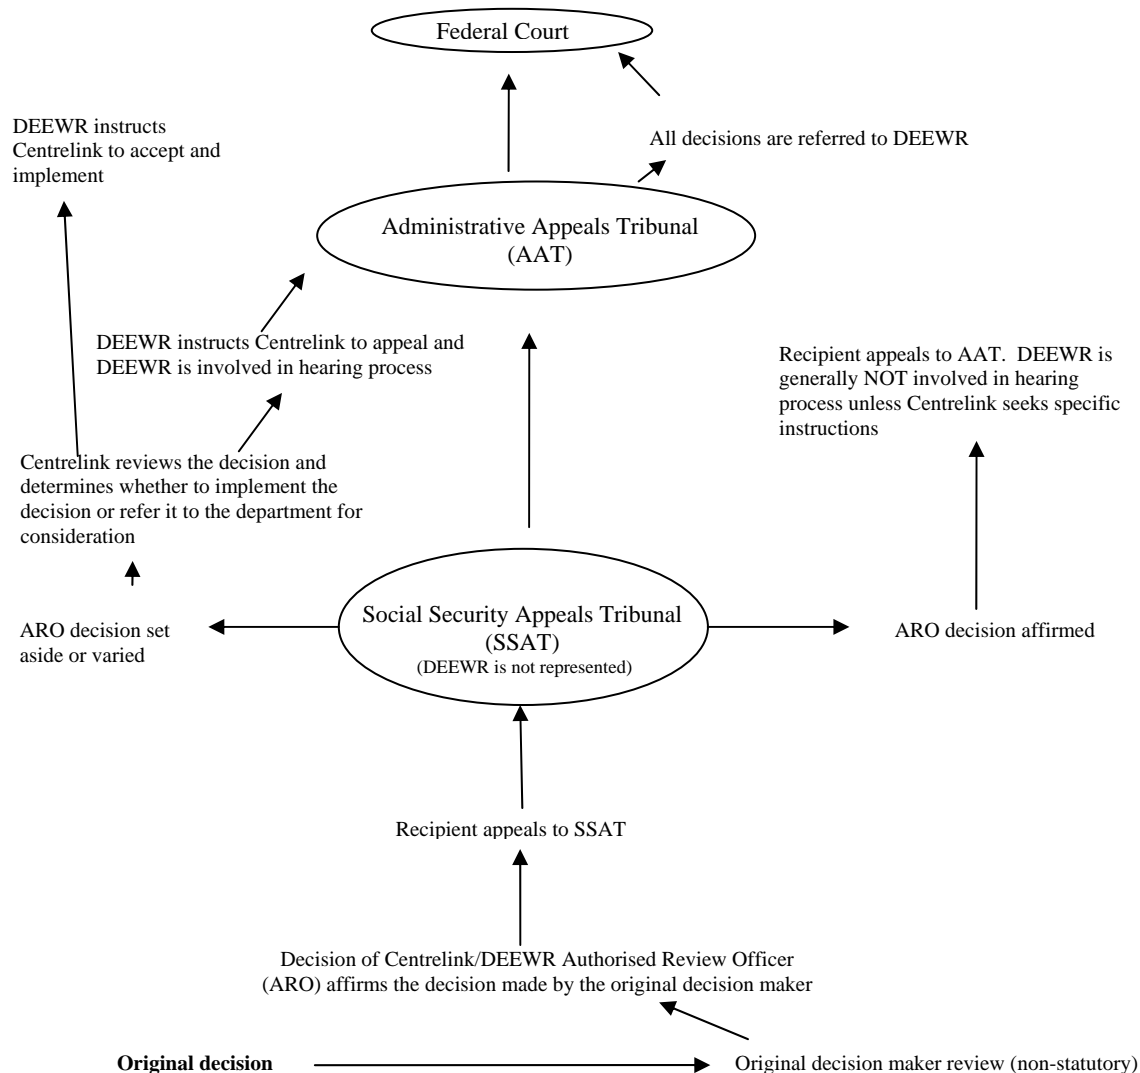 Federal Court
DEEWR instructs
Centrelink to accept and
implement
All decisions are referred to DEEWR
Administrative Appeals Tribunal
(AAT)
DEEWR instructs Centrelink to appeal and
DEEWR is involved in hearing process
Recipient appeals to AAT.  DEEWR is
generally NOT involved in hearing
process unless Centrelink seeks specific
instructions
Centrelink reviews the decision and
determines whether to implement the
decision or refer it to the department for
consideration
Social Security Appeals Tribunal
(SSAT)
(DEEWR is not represented)
ARO decision set
aside or varied
ARO decision affirmed
Recipient appeals to SSAT
Decision of Centrelink/DEEWR Authorised Review Officer
(ARO) affirms the decision made by the original decision maker
Original decision
Original decision maker review (non-statutory)